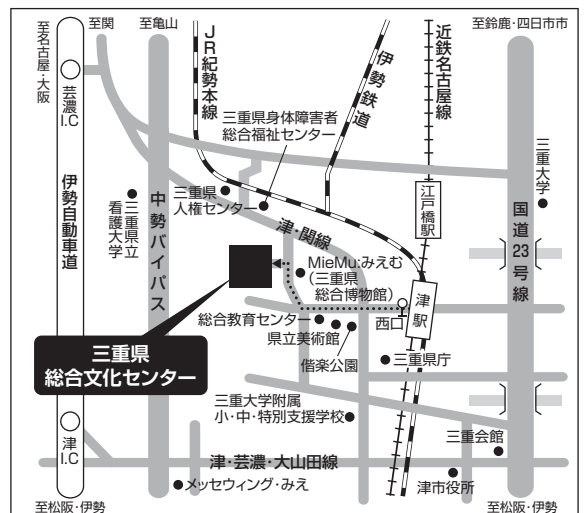 至関
至亀山
至鈴鹿・四日市市
至名古屋・大阪
JR紀勢本線
伊勢鉄道
近鉄名古屋線
芸濃
I.C
三重県身体障害者
総合福祉センター
三重大学
伊勢自動車道
三重県立
看護大学
中勢バイパス
三重県
人権センター
江戸橋駅
国道23号線
津・関線
MieMu:みえむ
(三重県
総合博物館)
津駅
西口
総合教育センター
県立美術館
偕楽公園
三重県
総合文化センター
三重県庁
三重大学附属
小・中・特別支援学校
三重会館
津
I.C
津・芸濃・大山田線
メッセウィング・みえ
津市役所
至松阪・伊勢
至松阪・伊勢